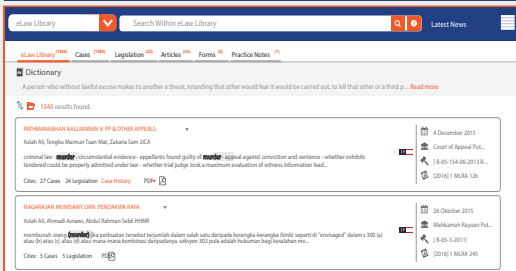 eLaw Library
Search Within eLaw Library
Latest News
eLaw Library Cases Legislation Articles Forms Practice Notes
Dictionary
A person who without lawful excuse makes to another a threat, intending that other would fear it would be carried out, to kill that other or a third p ... Read more
1545 results found.
PATHMANABHAN NALLIANNEN V. PP & OTHER APPEALS
Aziah Ali, Tengku Maimun Tuan Mat, Zakaria Sam JJCA
criminal law : murder - circumstantial evidence - appellants found guilty of murder - appeal against conviction and sentence - whether exhibits
tendered could be properly admitted under law - whether trial judge took a maximum evaluation of witness information lead...
Cites: 27 Cases 24 Legislation Case History PDF
4 December 2015
Court of Appeal Put...
[ B-05-154-06-2013 B-..
[2016] 1 MLRA 126
NAGARAJAN MUNISAMY LWN. PENDAKWA RAYA
Aziah Ali, Ahmadi Asnawi, Abdul Rahman Sebli HHMR
membunuh orang (murder) jika perbuatan tersebut terjumlah dalam salah satu daripada kerangka-kerangka (limb) seperti di "envisaged" dalam s 300 (a)
atau (b) atau (c) atau (d) atau mana-mana kombinasi daripadanya. seksyen 302 pula adalah hukuman bagi kesalahan me...
Cites: 5 Cases 5 Legislation PDF
26 Oktober 2015
Mahkamah Rayuan Put...
[ B-05-3-2011]
[2016] 1 MLRA 245